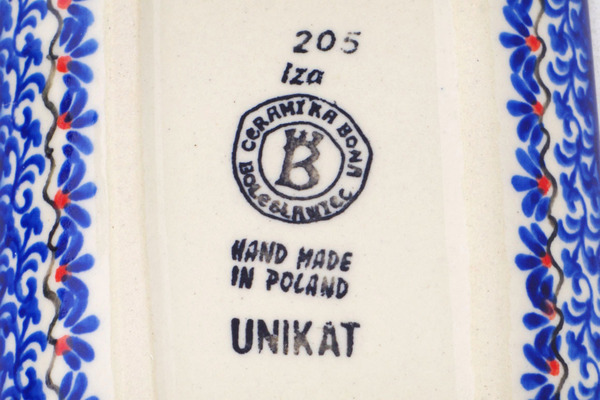 205
Iza
CERAMIKA BONA
B
BOLESŁAWIEC
HAND MADE
IN POLAND
UNIKAT